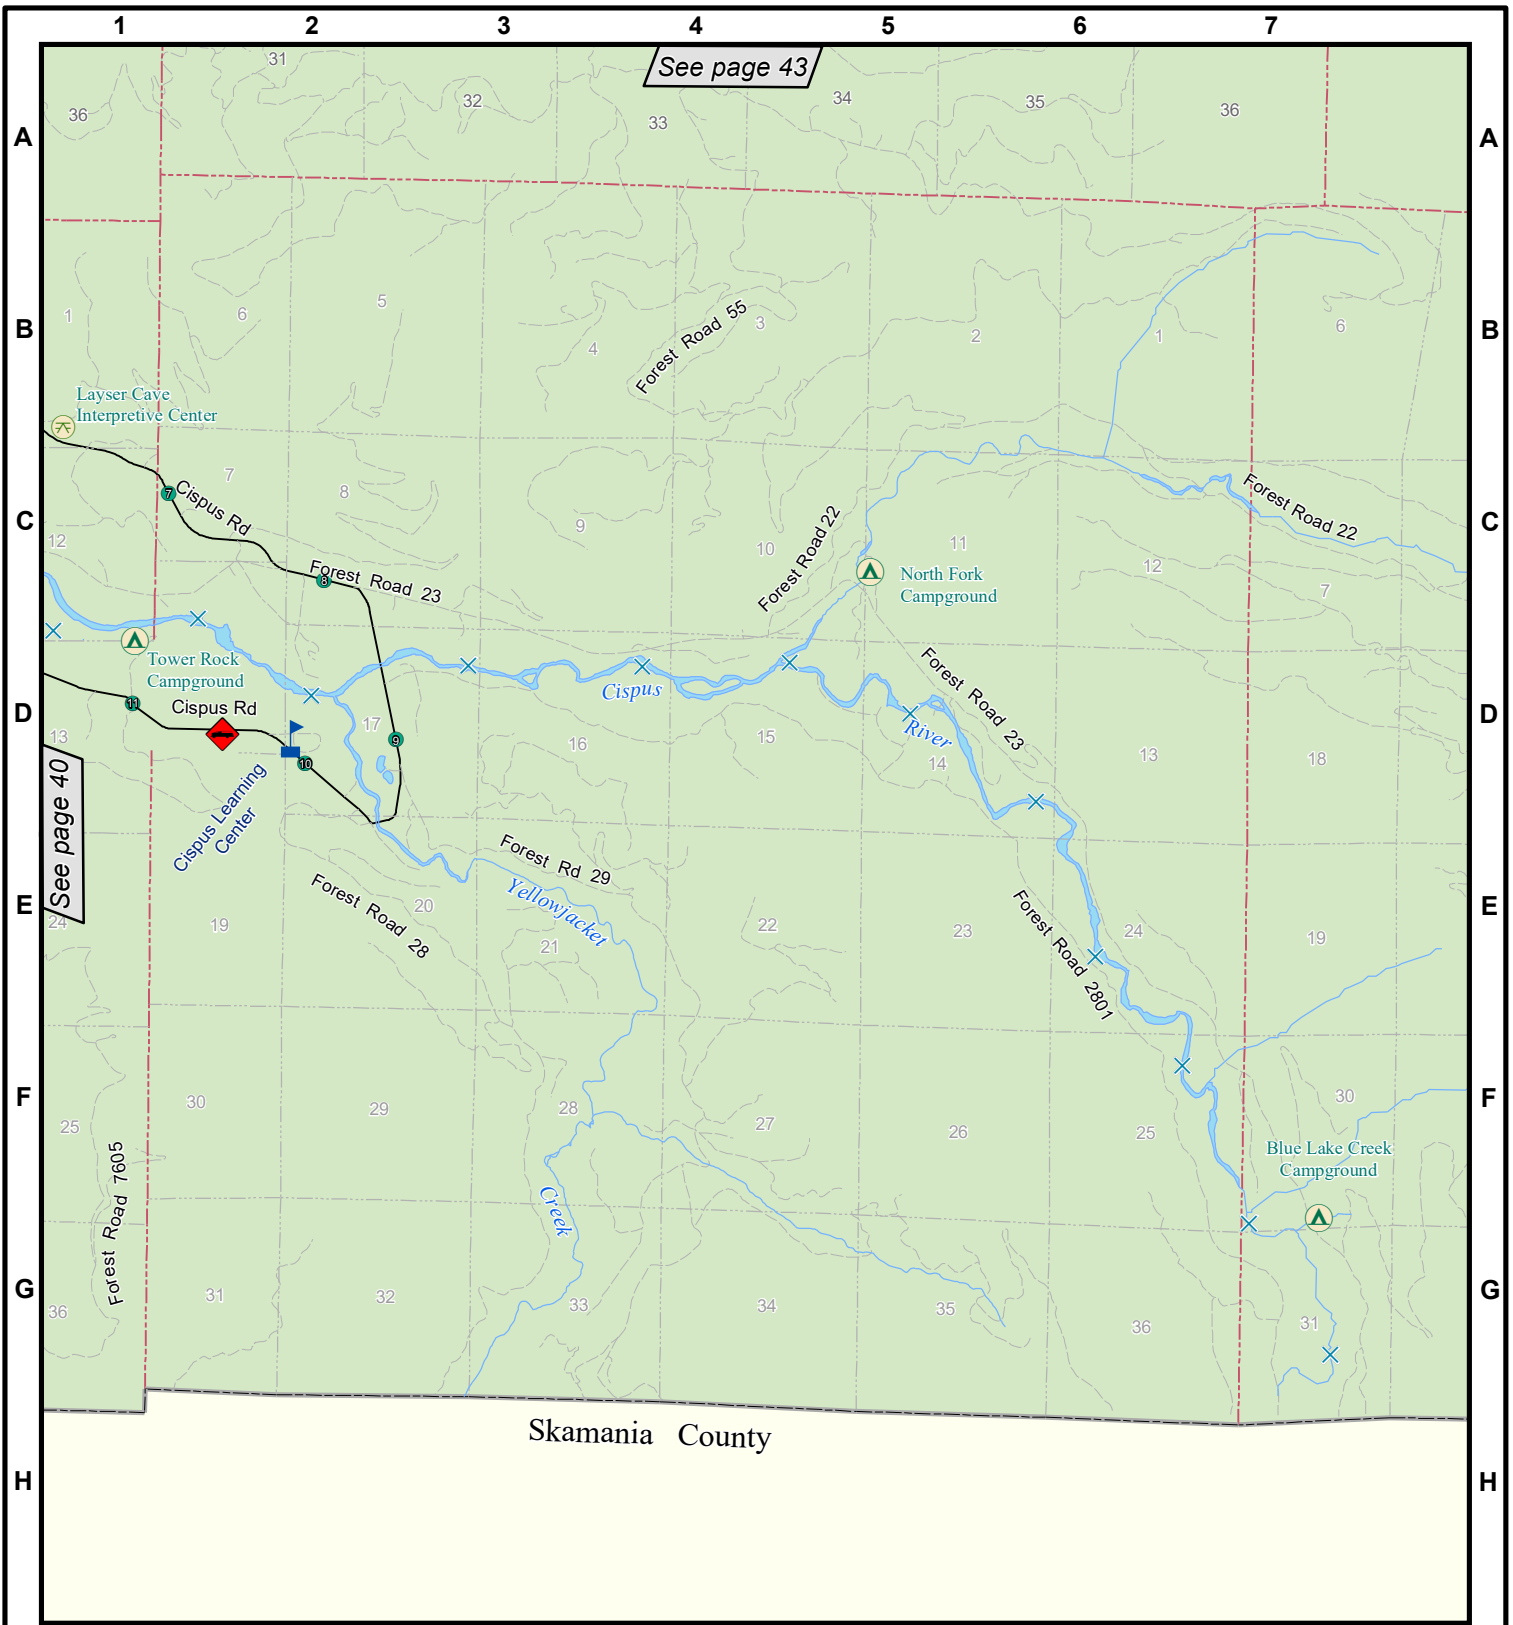 1 2 3 4 5 6 7
See page 43
31
36 32 33 34 35 36
A A
1 6 5 4 3 2 1 6
B B
Forest Road 55
Layser Cave
Interpretive Center
7 8 9 10 11 12 7
12
C C
7
Cispus Rd
8
Forest Road 23
Forest Road 22
Forest Road 22
North Fork
Campground
Tower Rock
Campground
Cispus Rd
11
9
10
Cispus
River
Forest Road 23
D D
13 17 16 15 14 13 18
See page 40
Cispus Learning
Center
Forest Rd 29
Yellowjacket
Forest Road 28
Forest Road 2801
E E
24 19 20 21 22 23 24 19
F F
25 30 29 28 27 26 25 30
Blue Lake Creek
Campground
Forest Road 7605
Creek
G G
36 31 32 33 34 35 36 31
Skamania County
H H